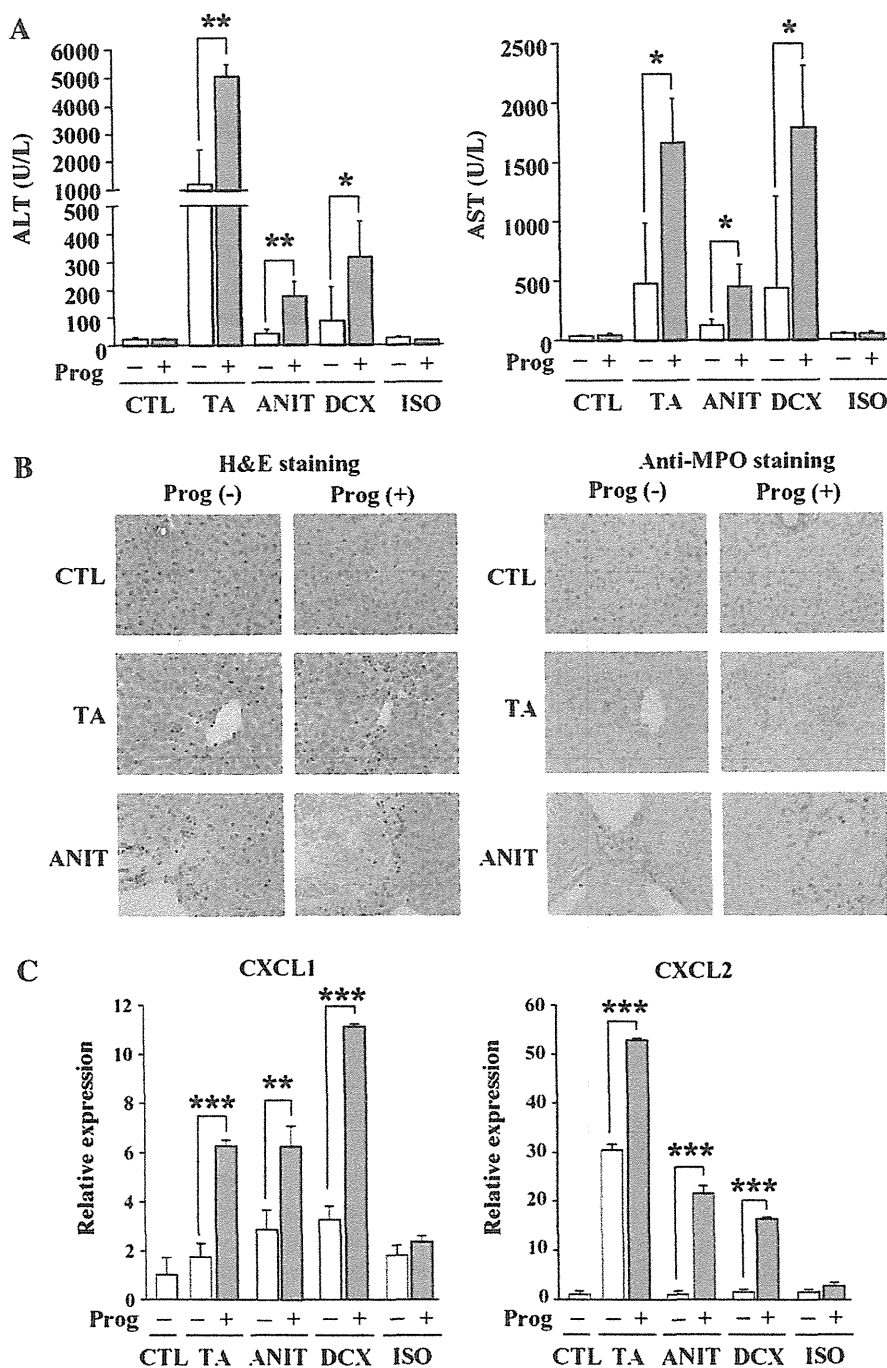 A
ALT (U/L)
6000
5000
4000
3000
2000
1000
500
400
300
200
100
0
**
**
*
Prog − + − + − + − + − +
CTL TA ANIT DCX ISO
AST (U/L)
2500
2000
1500
1000
500
0
*
*
*
Prog − + − + − + − + − +
CTL TA ANIT DCX ISO
B
H&E staining
Prog (-) Prog (+)
CTL
TA
ANIT
Anti-MPO staining
Prog (-) Prog (+)
CTL
TA
ANIT
C
CXCL1
Relative expression
12
10
8
6
4
2
0
***
**
***
Prog − − + − + − + − +
CTL TA ANIT DCX ISO
CXCL2
Relative expression
60
50
40
30
20
10
0
***
***
***
Prog − − + − + − + − +
CTL TA ANIT DCX ISO